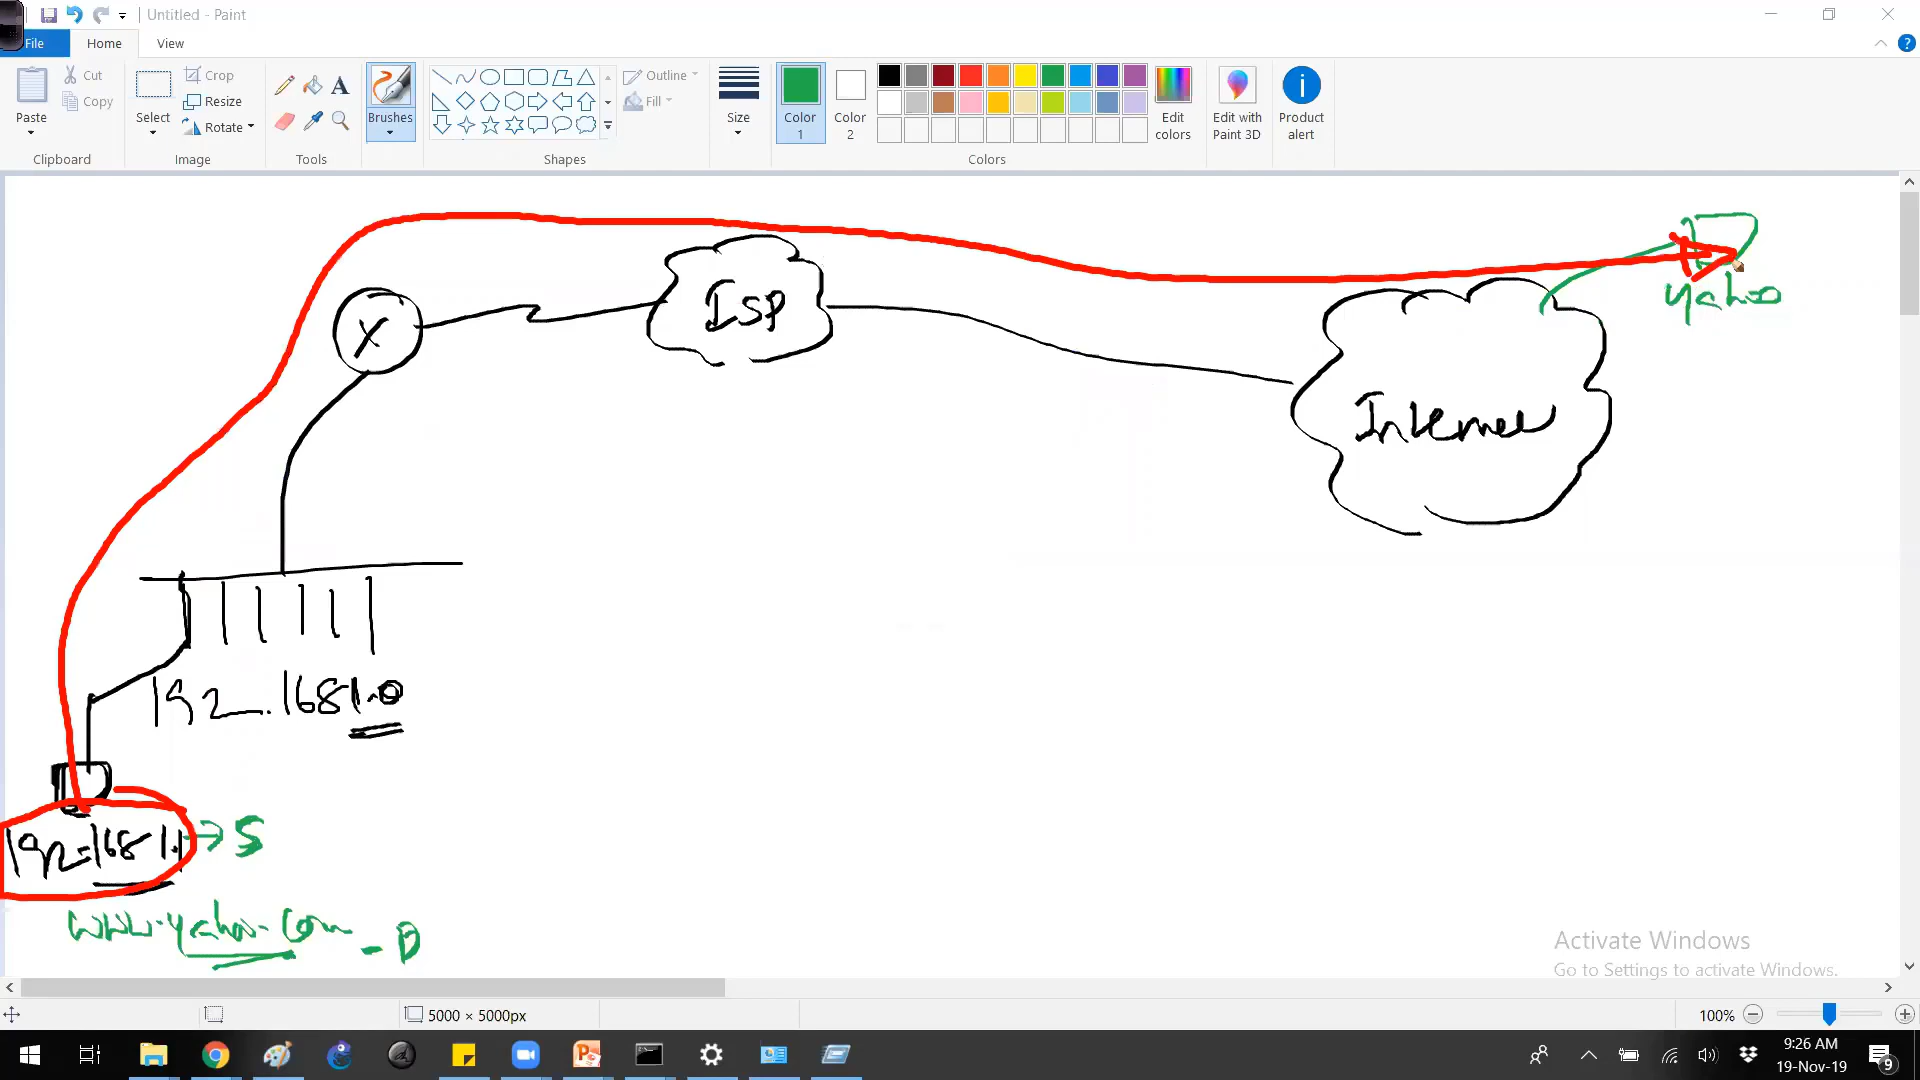 Untitled - Paint
File Home View
Paste
Cut
Copy
Clipboard
Select
Crop
Resize
Rotate
Image
Tools
Brushes
Outline
Fill
Shapes
Size
Color 1
Color 2
Edit colors
Colors
Edit with Paint 3D
Product alert
X
ISP
Internet
yahoo
192.168 1.0
192.168 1.1 → S
www.yahoo.com - D
Activate Windows
Go to Settings to activate Windows.
5000 × 5000px
100%
9:26 AM
19-Nov-19
9